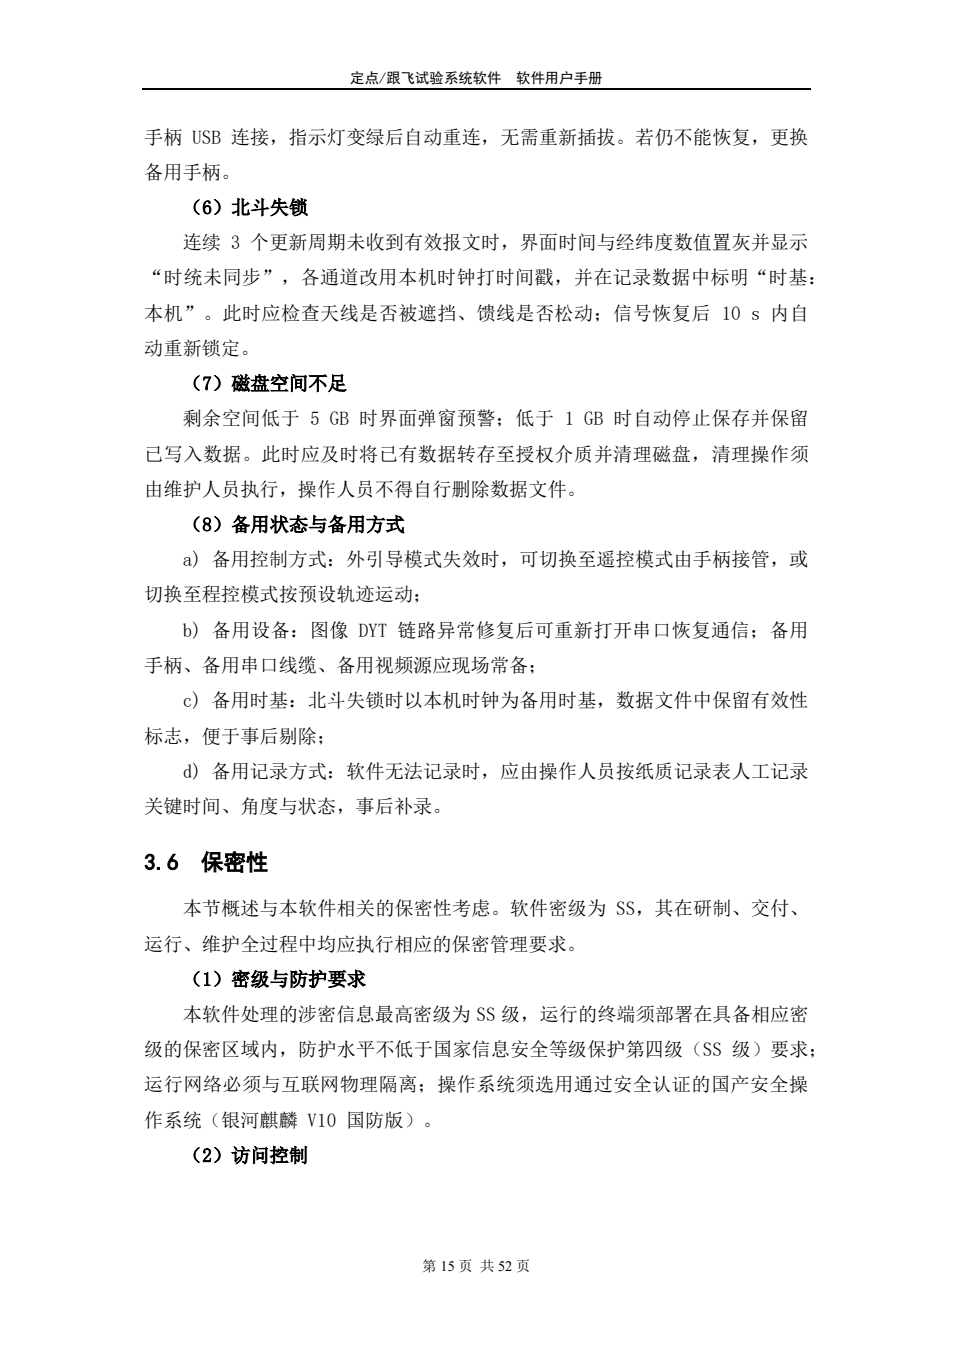 定点/跟飞试验系统软件　软件用户手册
手柄 USB 连接，指示灯变绿后自动重连，无需重新插拔。若仍不能恢复，更换
备用手柄。
（6）北斗失锁
连续 3 个更新周期未收到有效报文时，界面时间与经纬度数值置灰并显示
“时统未同步”，各通道改用本机时钟打时间戳，并在记录数据中标明“时基：
本机”。此时应检查天线是否被遮挡、馈线是否松动；信号恢复后 10 s 内自
动重新锁定。
（7）磁盘空间不足
剩余空间低于 5 GB 时界面弹窗预警；低于 1 GB 时自动停止保存并保留
已写入数据。此时应及时将已有数据转存至授权介质并清理磁盘，清理操作须
由维护人员执行，操作人员不得自行删除数据文件。
（8）备用状态与备用方式
a) 备用控制方式：外引导模式失效时，可切换至遥控模式由手柄接管，或
切换至程控模式按预设轨迹运动；
b) 备用设备：图像 DYT 链路异常修复后可重新打开串口恢复通信；备用
手柄、备用串口线缆、备用视频源应现场常备；
c) 备用时基：北斗失锁时以本机时钟为备用时基，数据文件中保留有效性
标志，便于事后剔除；
d) 备用记录方式：软件无法记录时，应由操作人员按纸质记录表人工记录
关键时间、角度与状态，事后补录。
3.6 保密性
本节概述与本软件相关的保密性考虑。软件密级为 SS，其在研制、交付、
运行、维护全过程中均应执行相应的保密管理要求。
（1）密级与防护要求
本软件处理的涉密信息最高密级为 SS 级，运行的终端须部署在具备相应密
级的保密区域内，防护水平不低于国家信息安全等级保护第四级（SS 级）要求；
运行网络必须与互联网物理隔离；操作系统须选用通过安全认证的国产安全操
作系统（银河麒麟 V10 国防版）。
（2）访问控制
第 15 页 共 52 页